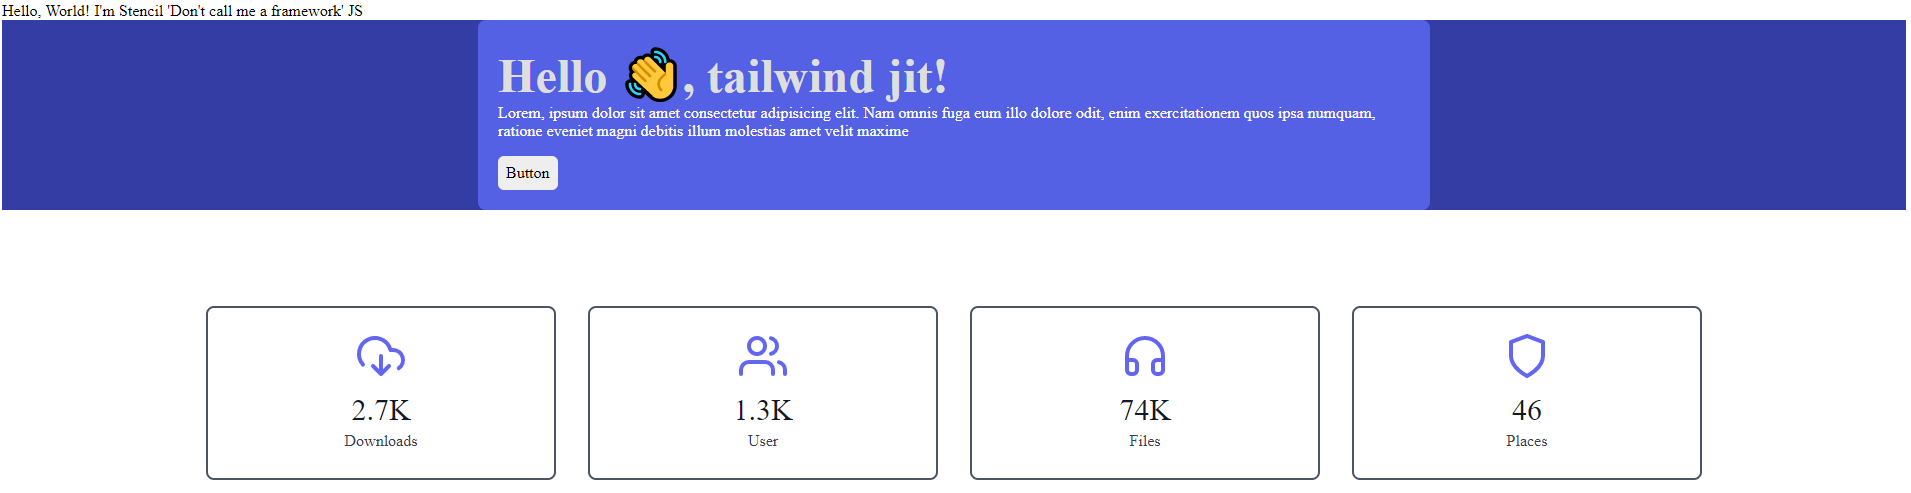 Hello, World! I'm Stencil 'Don't call me a framework' JS
Hello 👋, tailwind jit!
Lorem, ipsum dolor sit amet consectetur adipisicing elit. Nam omnis fuga eum illo dolore odit, enim exercitationem quos ipsa numquam,
ratione eveniet magni debitis illum molestias amet velit maxime
Button
2.7K
Downloads
1.3K
User
74K
Files
46
Places